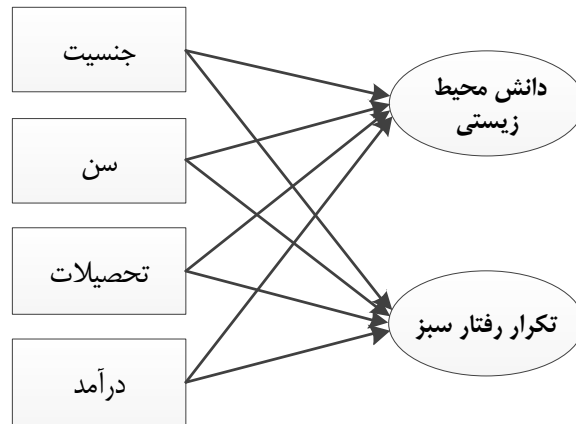 جنسیت
سن
تحصیلات
درآمد
دانش محیط
زیستی
تکرار رفتار سبز